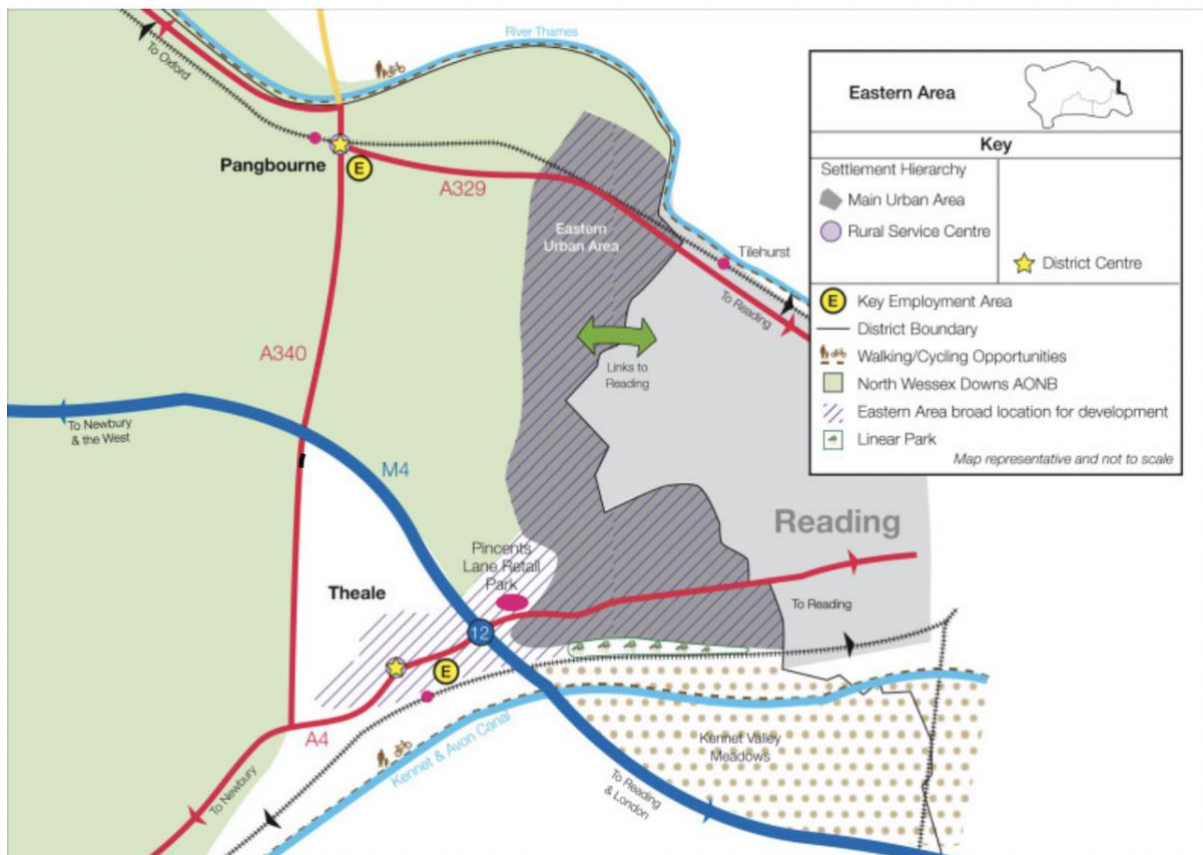 River Thames
To Oxford
Pangbourne
E
A329
Eastern
Urban Area
Tilehurst
To Reading
A340
Links to
Reading
To Newbury
& the West
M4
Reading
Pincents
Lane Retail
Park
Theale
To Reading
12
E
A4
Kennet & Avon Canal
Kennet Valley
Meadows
To Newbury
To Reading
& London
Eastern Area
Key
Settlement Hierarchy
Main Urban Area
Rural Service Centre
District Centre
E
Key Employment Area
District Boundary
Walking/Cycling Opportunities
North Wessex Downs AONB
Eastern Area broad location for development
Linear Park
Map representative and not to scale